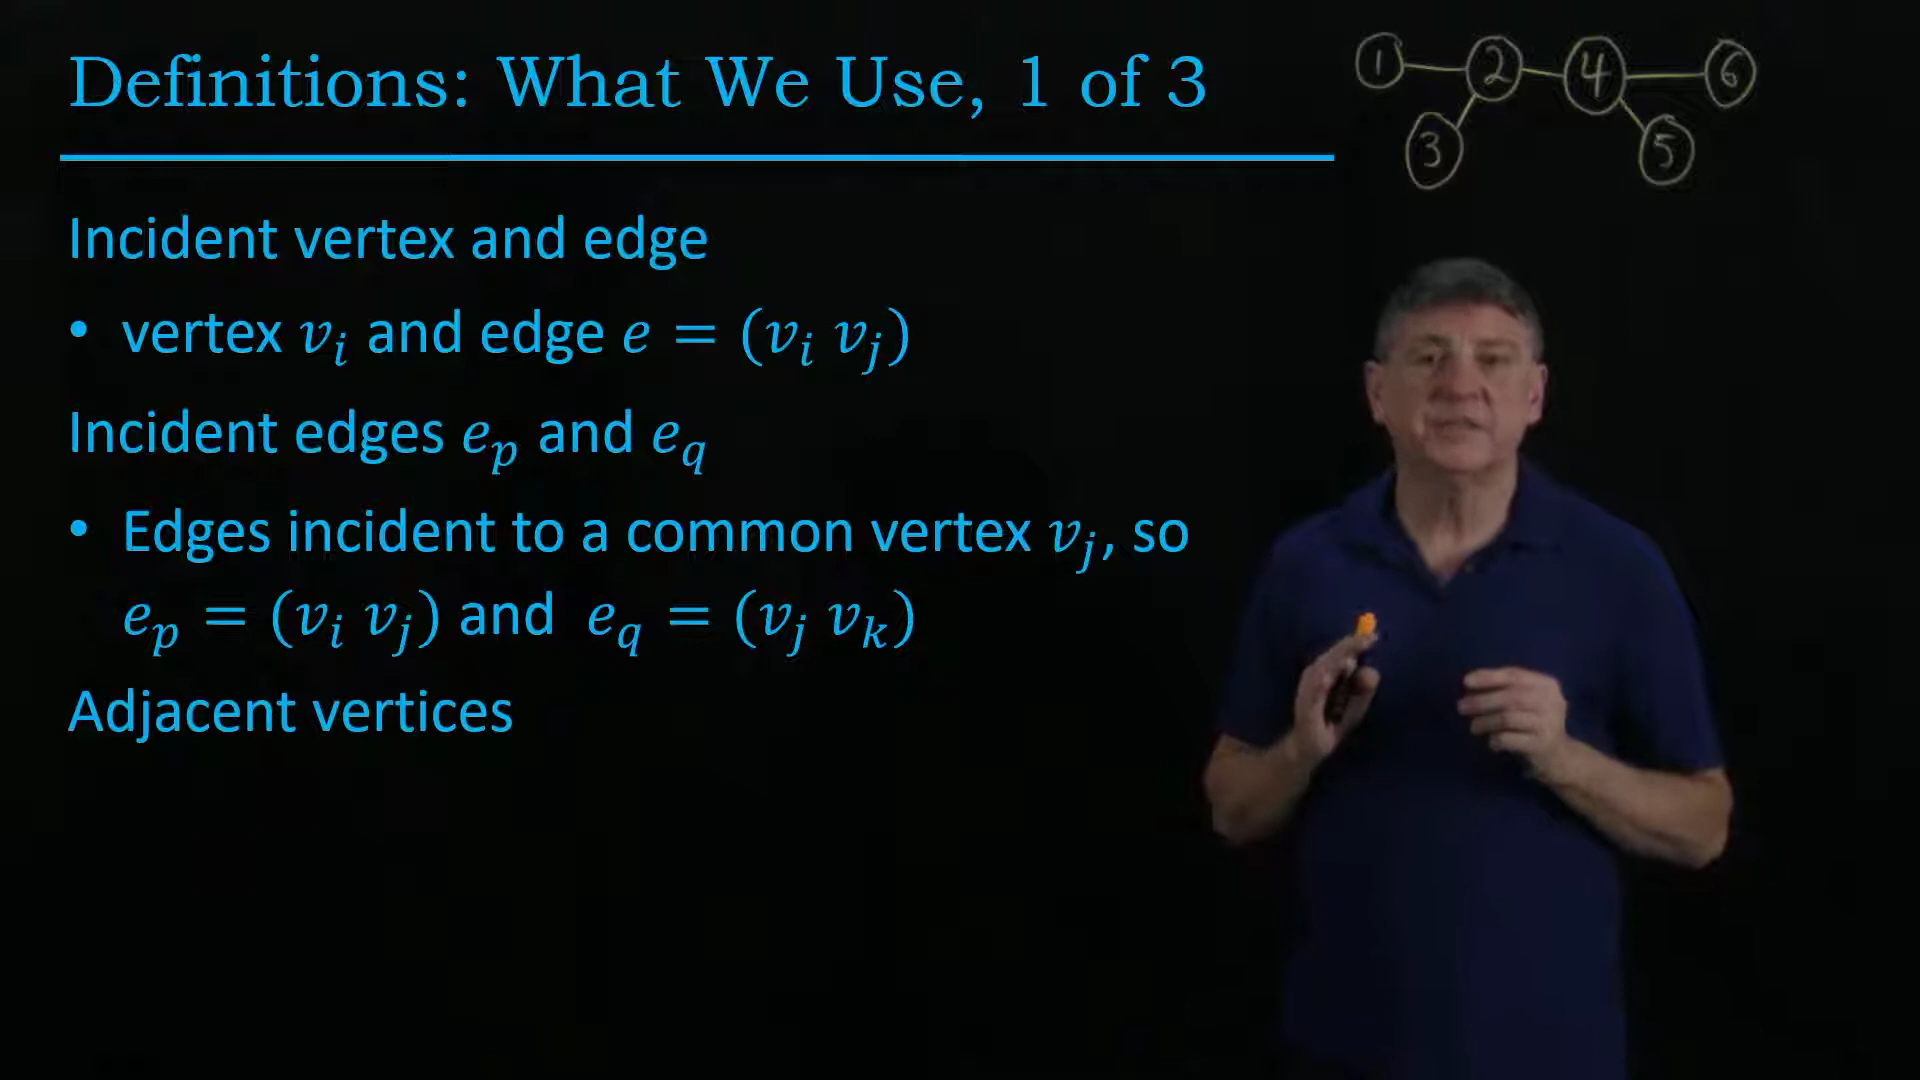 Definitions: What We Use, 1 of 3
1 2 4 6
3 5
Incident vertex and edge
• vertex $v_i$ and edge $e = (v_i \; v_j)$
Incident edges $e_p$ and $e_q$
• Edges incident to a common vertex $v_j$, so
$e_p = (v_i \; v_j)$ and $e_q = (v_j \; v_k)$
Adjacent vertices